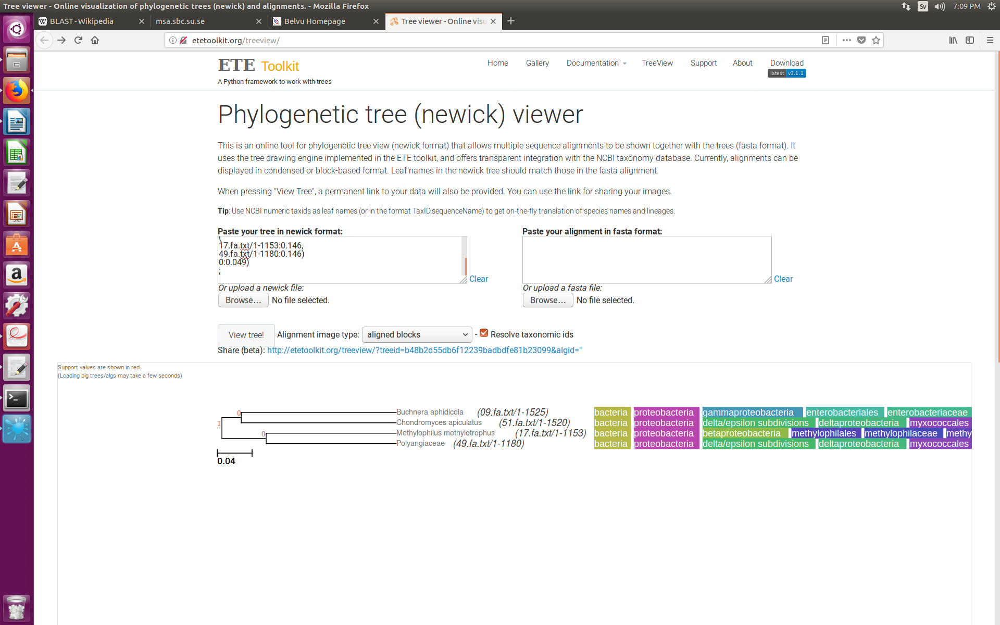 Tree viewer - Online visualization of phylogenetic trees (newick) and alignments. - Mozilla Firefox
Sv
7:09 PM
W BLAST - Wikipedia
msa.sbc.su.se
Belvu Homepage
Tree viewer - Online visu
etetoolkit.org/treeview/
ETE Toolkit
A Python framework to work with trees
Home
Gallery
Documentation
TreeView
Support
About
Download
latest v3.1.1
Phylogenetic tree (newick) viewer
This is an online tool for phylogenetic tree view (newick format) that allows multiple sequence alignments to be shown together with the trees (fasta format). It
uses the tree drawing engine implemented in the ETE toolkit, and offers transparent integration with the NCBI taxonomy database. Currently, alignments can be
displayed in condensed or block-based format. Leaf names in the newick tree should match those in the fasta alignment.
When pressing "View Tree", a permanent link to your data will also be provided. You can use the link for sharing your images.
Tip: Use NCBI numeric taxids as leaf names (or in the format TaxID.sequenceName) to get on-the-fly translation of species names and lineages.
Paste your tree in newick format:
(
17.fa.txt/1-1153:0.146,
49.fa.txt/1-1180:0.146)
0:0.049)
;
Clear
Or upload a newick file:
Browse... No file selected.
Paste your alignment in fasta format:
Clear
Or upload a fasta file:
Browse... No file selected.
View tree! Alignment image type: aligned blocks - Resolve taxonomic ids
Share (beta): http://etetoolkit.org/treeview/?treeid=b48b2d55db6f12239badbdfe81b23099&algid="
Support values are shown in red.
(Loading big trees/algs may take a few seconds)
0 Buchnera aphidicola (09.fa.txt/1-1525) bacteria proteobacteria gammaproteobacteria enterobacteriales enterobacteriaceae
1 Chondromyces apiculatus (51.fa.txt/1-1520) bacteria proteobacteria delta/epsilon subdivisions deltaproteobacteria myxococcales
0 Methylophilus methylotrophus (17.fa.txt/1-1153) bacteria proteobacteria betaproteobacteria methylophilales methylophilaceae methy
Polyangiaceae (49.fa.txt/1-1180) bacteria proteobacteria delta/epsilon subdivisions deltaproteobacteria myxococcales
0.04